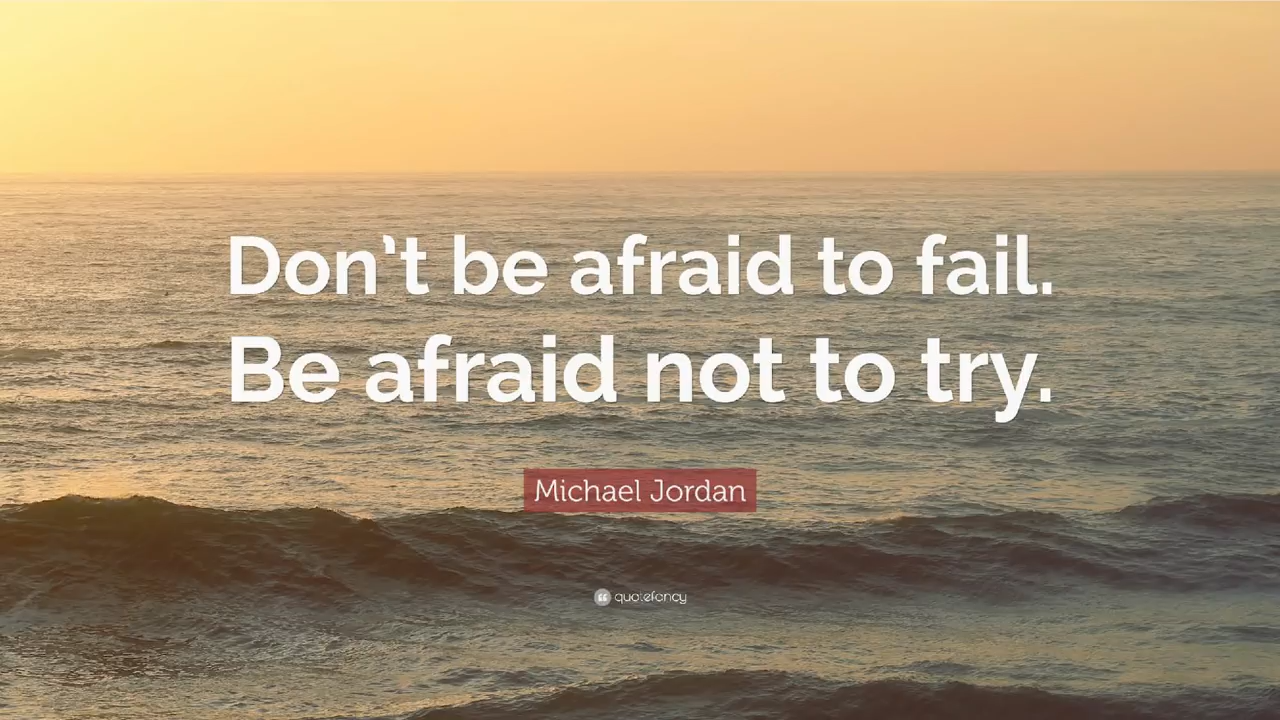 Don’t be afraid to fail.
Be afraid not to try.
Michael Jordan
quotefancy